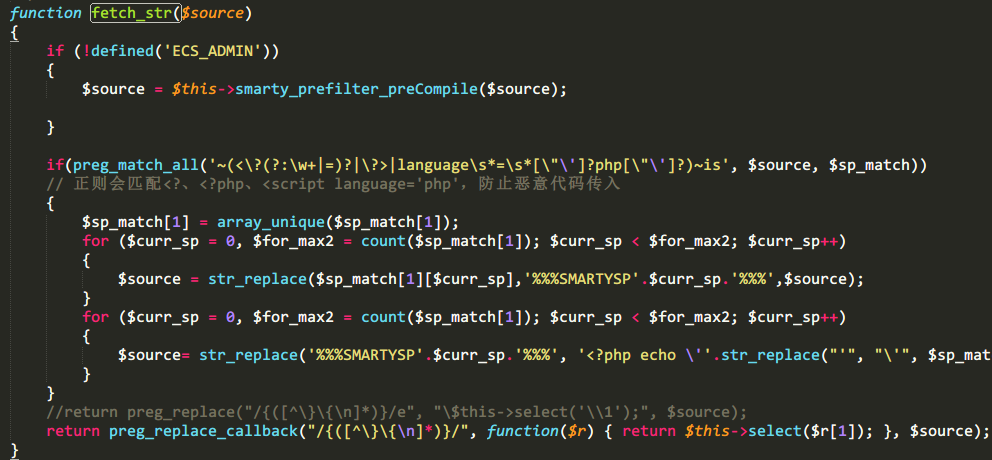 function fetch_str($source)
{
    if (!defined('ECS_ADMIN'))
    {
        $source = $this->smarty_prefilter_preCompile($source);
    }
    if(preg_match_all('~(<\?(?:\w+|=)?|\?>|language\s*=\s*[\"\']?php[\"\']?)~is', $source, $sp_match))
    // 正则会匹配<?、<?php、<script language='php', 防止恶意代码传入
    {
        $sp_match[1] = array_unique($sp_match[1]);
        for ($curr_sp = 0, $for_max2 = count($sp_match[1]); $curr_sp < $for_max2; $curr_sp++)
        {
            $source = str_replace($sp_match[1][$curr_sp],'%%%SMARTYSP'.$curr_sp.'%%%',$source);
        }
        for ($curr_sp = 0, $for_max2 = count($sp_match[1]); $curr_sp < $for_max2; $curr_sp++)
        {
            $source= str_replace('%%%SMARTYSP'.$curr_sp.'%%%', '<?php echo \''.str_replace("'", "\'", $sp_mat
        }
    }
    //return preg_replace("/{([^\}\{\n]*)}/e", "\$this->select('\\1');", $source);
    return preg_replace_callback("/{([^\}\{\n]*)}/", function($r) { return $this->select($r[1]); }, $source);
}